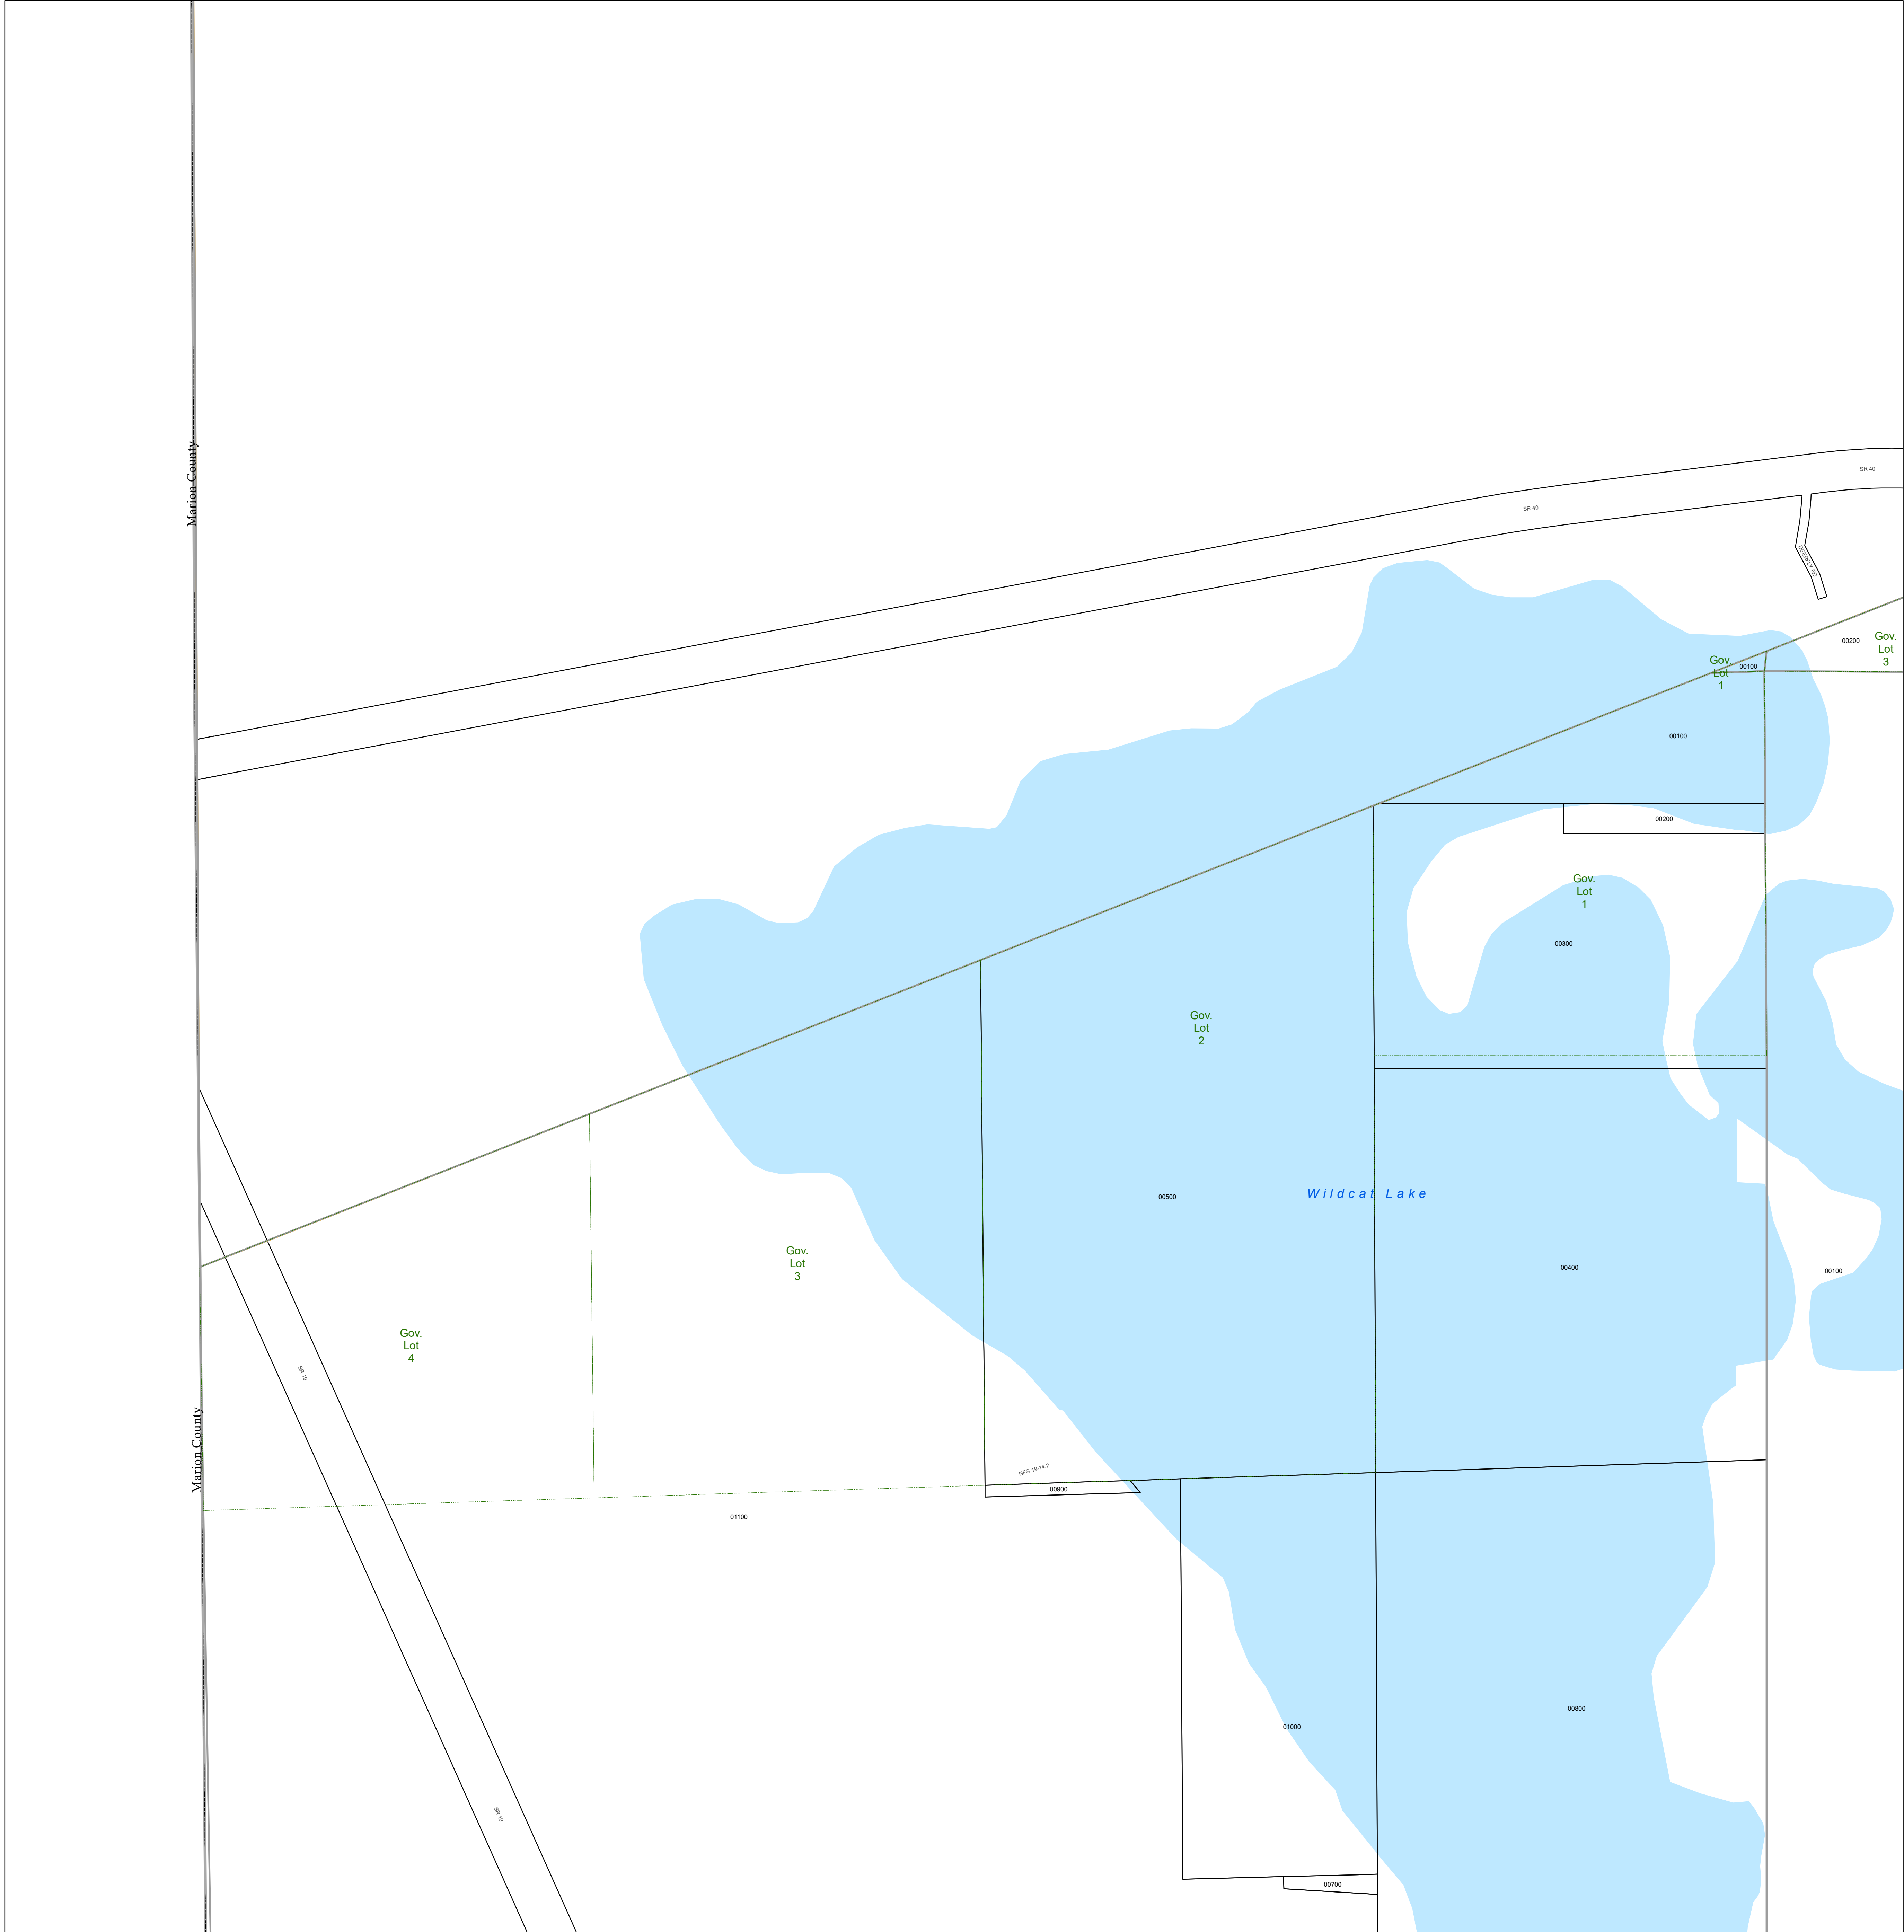 Marion County
SR 40
SR 40
DEERFLY RD
00200
Gov.
Lot
3
Gov.
Lot
1
00100
00100
00200
Gov.
Lot
1
00300
Gov.
Lot
2
00500
Wildcat Lake
00400
00100
Gov.
Lot
3
Gov.
Lot
4
SR 19
Marion County
NFS 19-14.2
00900
01100
00800
01000
SR 19
00700